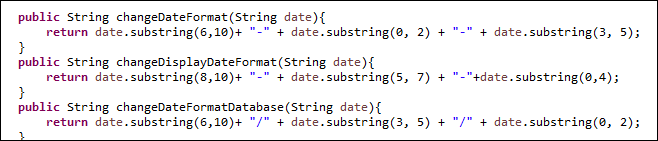 public String changeDateFormat(String date){
return date.substring(6,10)+ "-" + date.substring(0, 2) + "-" + date.substring(3, 5);
}
public String changeDisplayDateFormat(String date){
return date.substring(8,10)+ "-" + date.substring(5, 7) + "-"+date.substring(0,4);
}
public String changeDateFormatDatabase(String date){
return date.substring(6,10)+ "/" + date.substring(3, 5) + "/" + date.substring(0, 2);
}